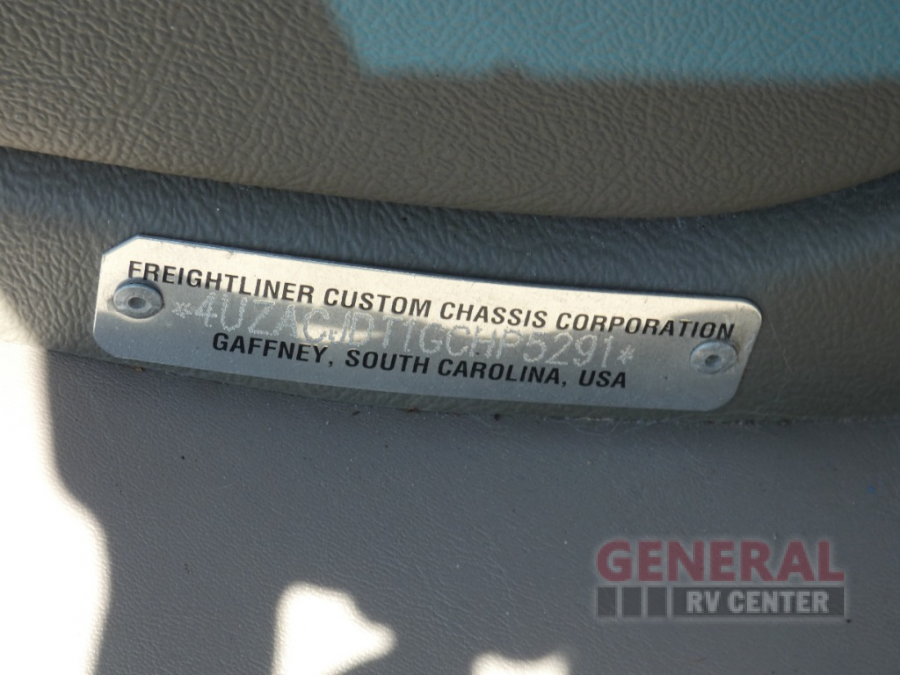 FREIGHTLINER CUSTOM CHASSIS CORPORATION
*4UZACJDT1GCHP5291*
GAFFNEY, SOUTH CAROLINA, USA
GENERAL
RV CENTER